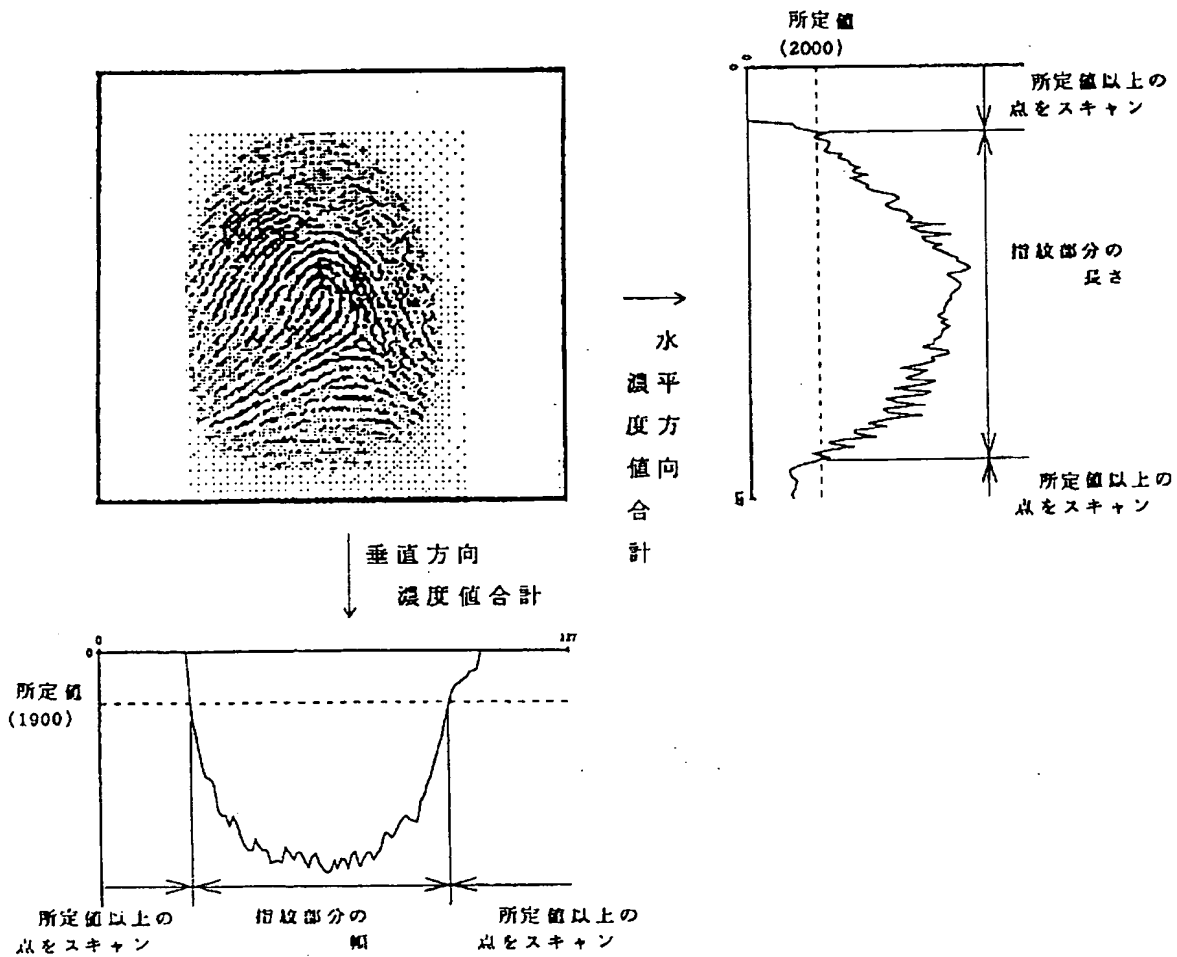 所定値
(2000)
0
0
所定値以上の
点をスキャン
指紋部分の
長さ
所定値以上の
点をスキャン
水平方向
濃度値合計
垂直方向
濃度値合計
0
0
127
所定値
(1900)
所定値以上の
点をスキャン
指紋部分の
幅
所定値以上の
点をスキャン